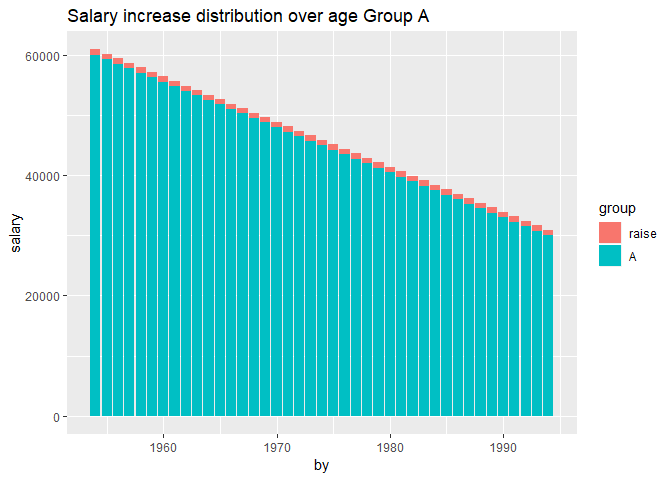 Salary increase distribution over age Group A
60000
40000
20000
0
salary
1960 1970 1980 1990
by
group
raise
A